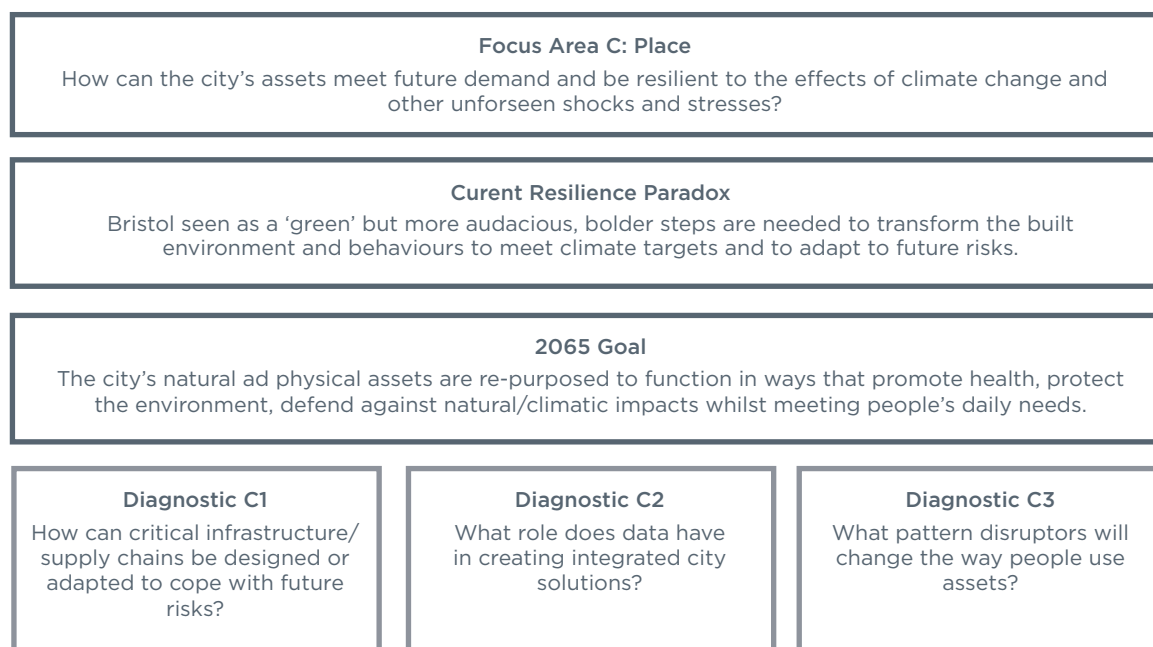 Focus Area C: Place
How can the city’s assets meet future demand and be resilient to the effects of climate change and
other unforseen shocks and stresses?
Curent Resilience Paradox
Bristol seen as a ‘green’ but more audacious, bolder steps are needed to transform the built
environment and behaviours to meet climate targets and to adapt to future risks.
2065 Goal
The city’s natural ad physical assets are re-purposed to function in ways that promote health, protect
the environment, defend against natural/climatic impacts whilst meeting people’s daily needs.
Diagnostic C1
How can critical infrastructure/
supply chains be designed or
adapted to cope with future
risks?
Diagnostic C2
What role does data have
in creating integrated city
solutions?
Diagnostic C3
What pattern disruptors will
change the way people use
assets?